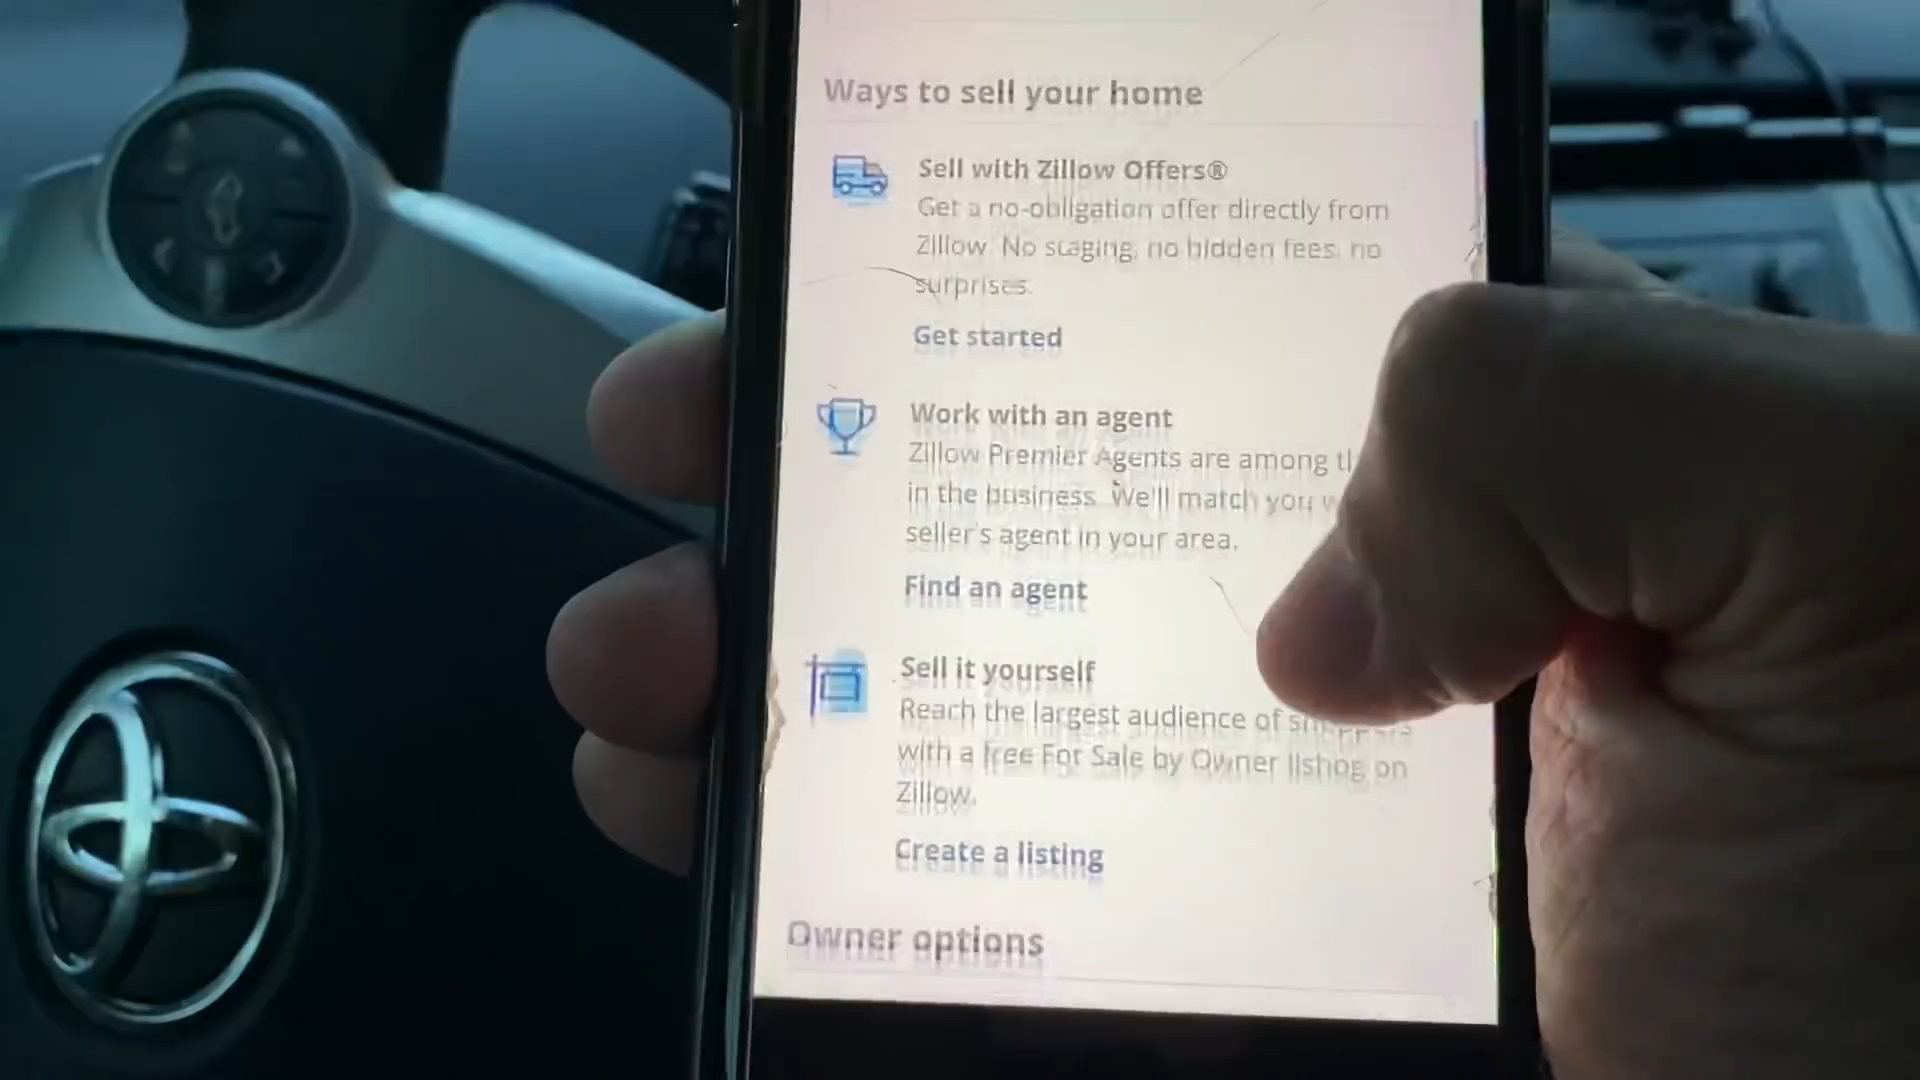 Ways to sell your home
Sell with Zillow Offers®
Get a no-obligation offer directly from
Zillow. No staging, no hidden fees, no
surprises.
Get started
Work with an agent
Zillow Premier Agents are among
in the business. We'll match you
seller's agent in your area.
Find an agent
Sell it yourself
Reach the largest audience of
with a free For Sale by Owner on
Zillow.
Create a listing
Owner options